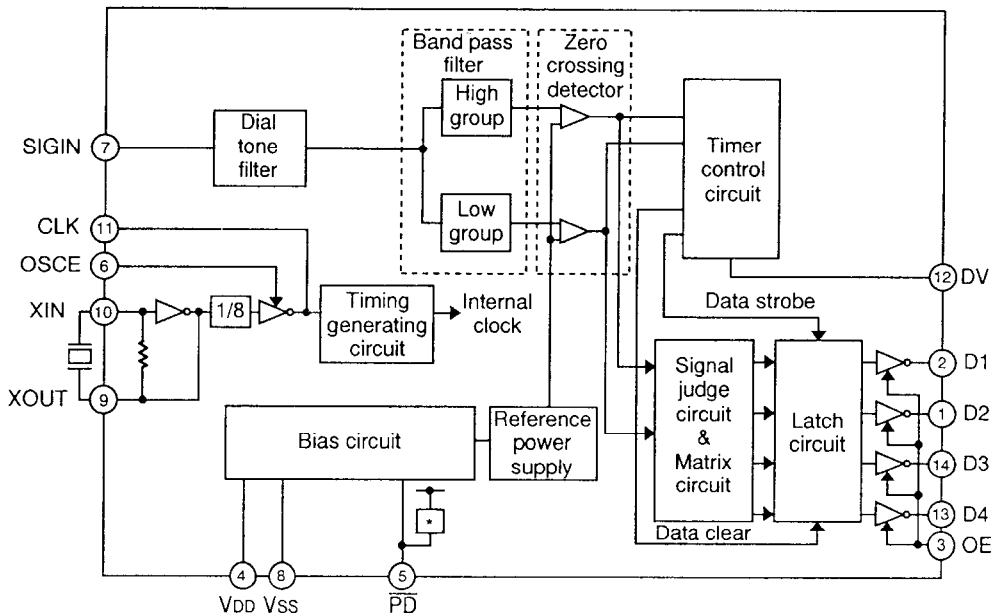 Band pass
filter
Zero
crossing
detector
High
group
Low
group
Dial
tone
filter
Timer
control
circuit
SIGIN
7
CLK
11
OSCE
6
XIN
10
XOUT
9
1/8
Timing
generating
circuit
Internal
clock
12
DV
Data strobe
Signal
judge
circuit
&
Matrix
circuit
Latch
circuit
2
D1
1
D2
14
D3
13
D4
3
OE
Data clear
Bias circuit
Reference
power
supply
*
4
8
5
VDD
VSS
PD